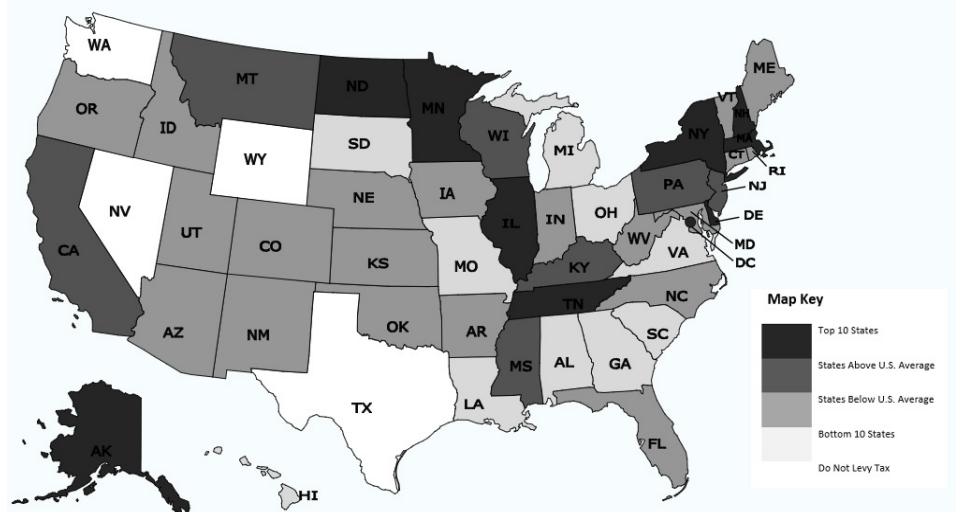 WA
MT
ND
MN
ME
VT
NH
OR
ID
WY
SD
WI
MI
NY
MA
CT
RI
NV
UT
CO
NE
IA
IL
IN
OH
PA
NJ
DE
MD
DC
CA
KS
MO
KY
WV
VA
AZ
NM
OK
AR
TN
NC
SC
MS
AL
GA
TX
LA
FL
AK
HI
Map Key
Top 10 States
States Above U.S. Average
States Below U.S. Average
Bottom 10 States
Do Not Levy Tax